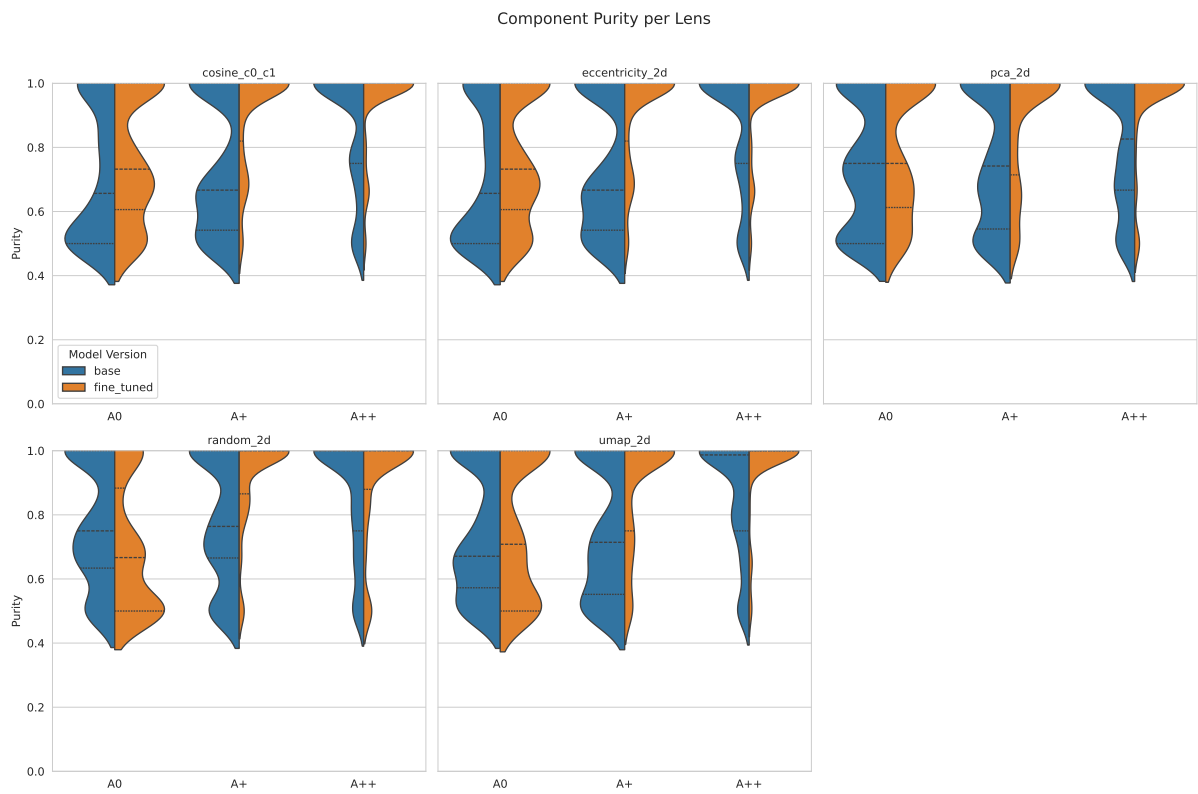 Component Purity per Lens
cosine_c0_c1
eccentricity_2d
pca_2d
Purity
1.0
0.8
0.6
0.4
0.2
0.0
Model Version
base
fine_tuned
A0 A+ A++
A0 A+ A++
A0 A+ A++
random_2d
umap_2d
Purity
1.0
0.8
0.6
0.4
0.2
0.0
A0 A+ A++
A0 A+ A++